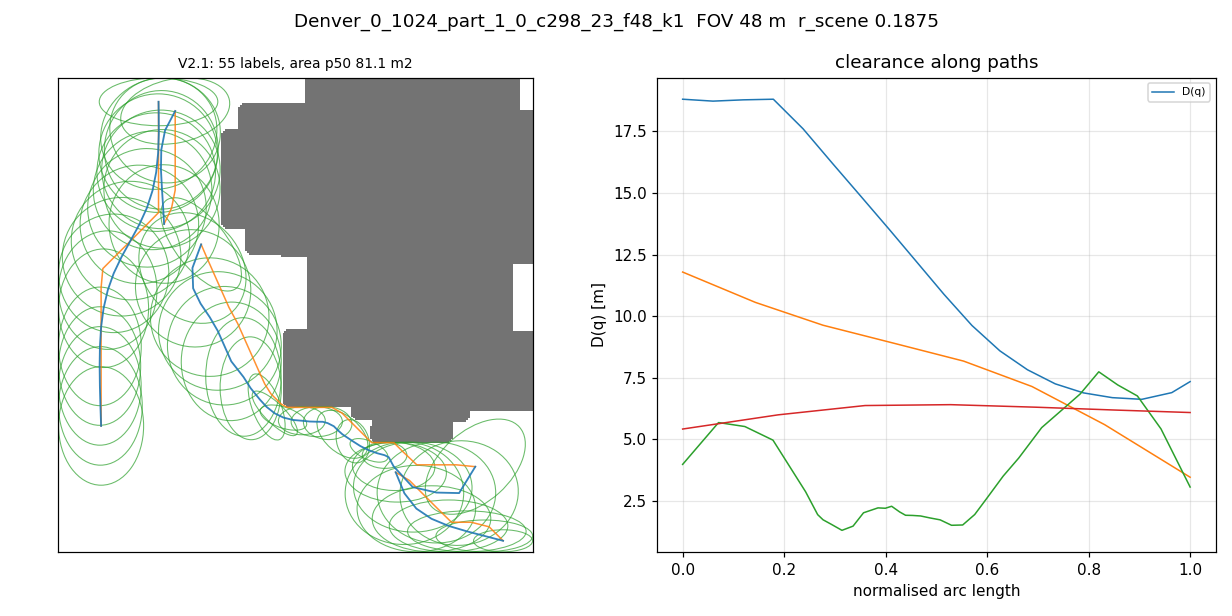 Denver_0_1024_part_1_0_c298_23_f48_k1  FOV 48 m  r_scene 0.1875
V2.1: 55 labels, area p50 81.1 m2
clearance along paths
D(q)
17.5
15.0
12.5
10.0
7.5
5.0
2.5
D(q) [m]
0.0 0.2 0.4 0.6 0.8 1.0
normalised arc length